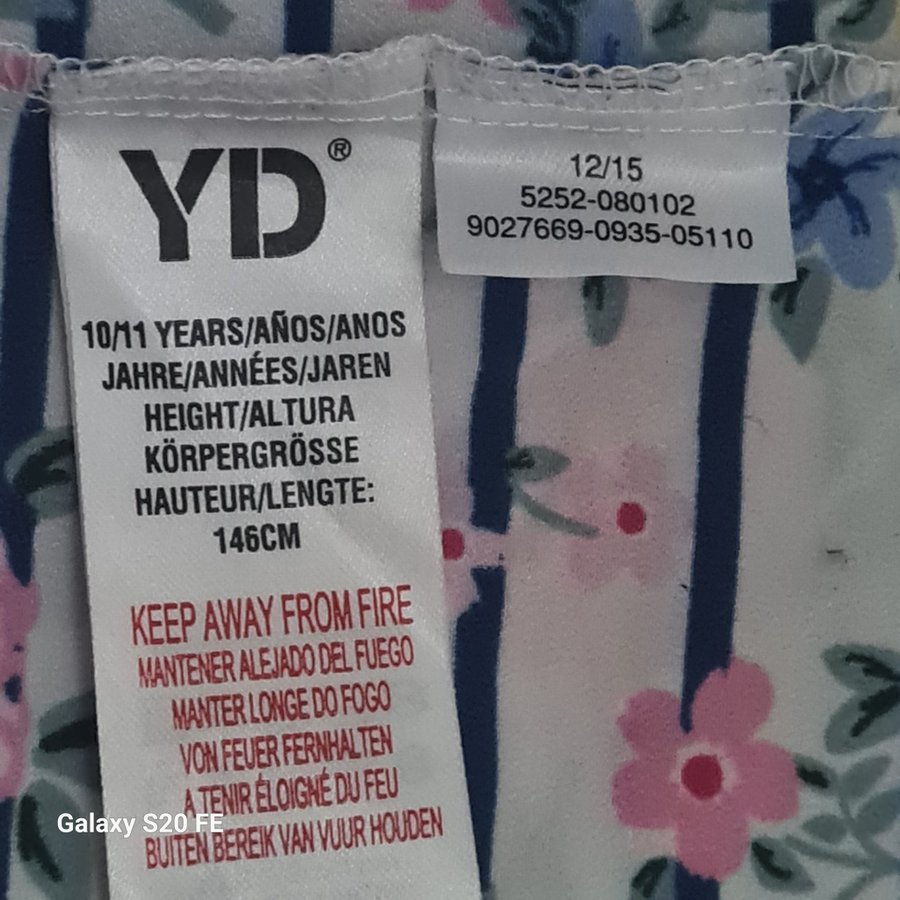 YD®
10/11 YEARS/AÑOS/ANOS
JAHRE/ANNÉES/JAREN
HEIGHT/ALTURA
KÖRPERGRÖSSE
HAUTEUR/LENGTE:
146CM
KEEP AWAY FROM FIRE
MANTENER ALEJADO DEL FUEGO
MANTER LONGE DO FOGO
VON FEUER FERNHALTEN
A TENIR ÉLOIGNÉ DU FEU
BUITEN BEREIK VAN VUUR HOUDEN
12/15
5252-080102
9027669-0935-05110
Galaxy S20 FE